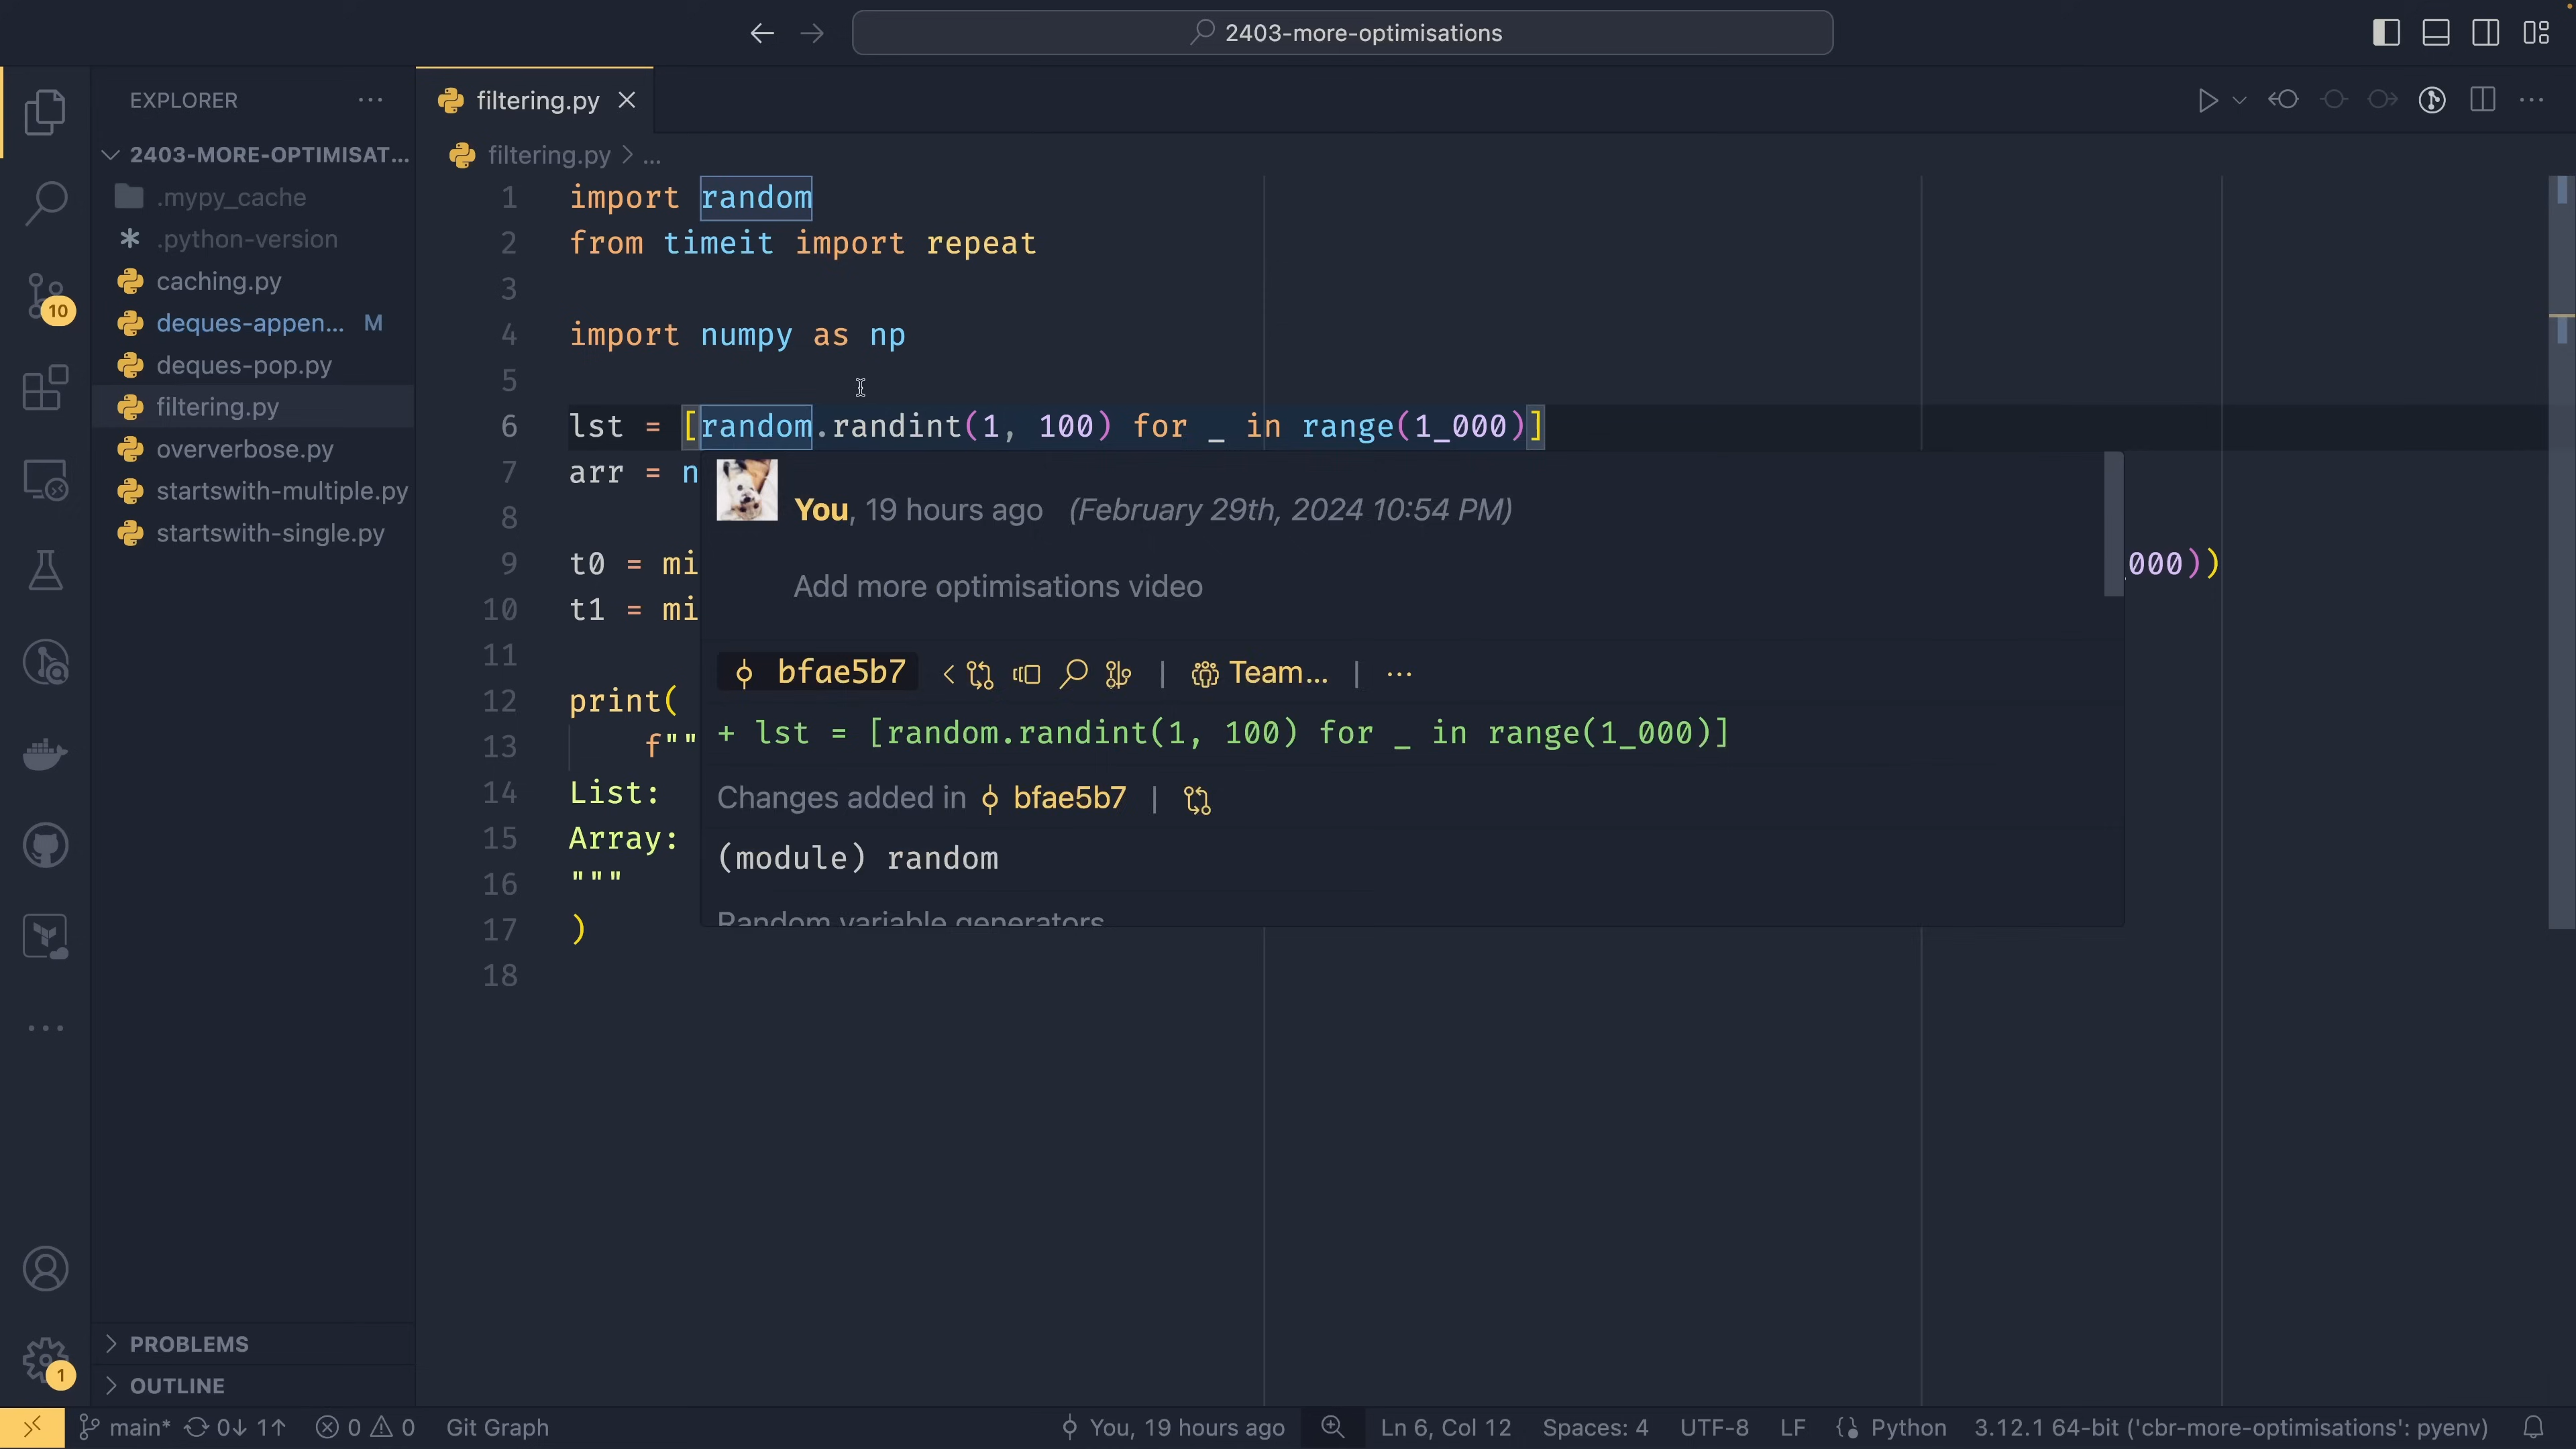 2403-more-optimisations
EXPLORER
2403-MORE-OPTIMISAT...
.mypy_cache
.python-version
caching.py
deques-appen... M
deques-pop.py
filtering.py
oververbose.py
startswith-multiple.py
startswith-single.py
PROBLEMS
OUTLINE
10
1
filtering.py
filtering.py > ...
1 import random
2 from timeit import repeat
3
4 import numpy as np
5
6 lst = [random.randint(1, 100) for _ in range(1_000)]
7 arr = n
8
9 t0 = mi 000))
10 t1 = mi
11
12 print(
13 f""
14 List:
15 Array:
16 """
17 )
18
You, 19 hours ago (February 29th, 2024 10:54 PM)
Add more optimisations video
bfae5b7 | Team... | ...
+ lst = [random.randint(1, 100) for _ in range(1_000)]
Changes added in bfae5b7 |
(module) random
Random variable generators
main* 0↓ 1↑ 0 0 Git Graph You, 19 hours ago Ln 6, Col 12 Spaces: 4 UTF-8 LF Python 3.12.1 64-bit ('cbr-more-optimisations': pyenv)